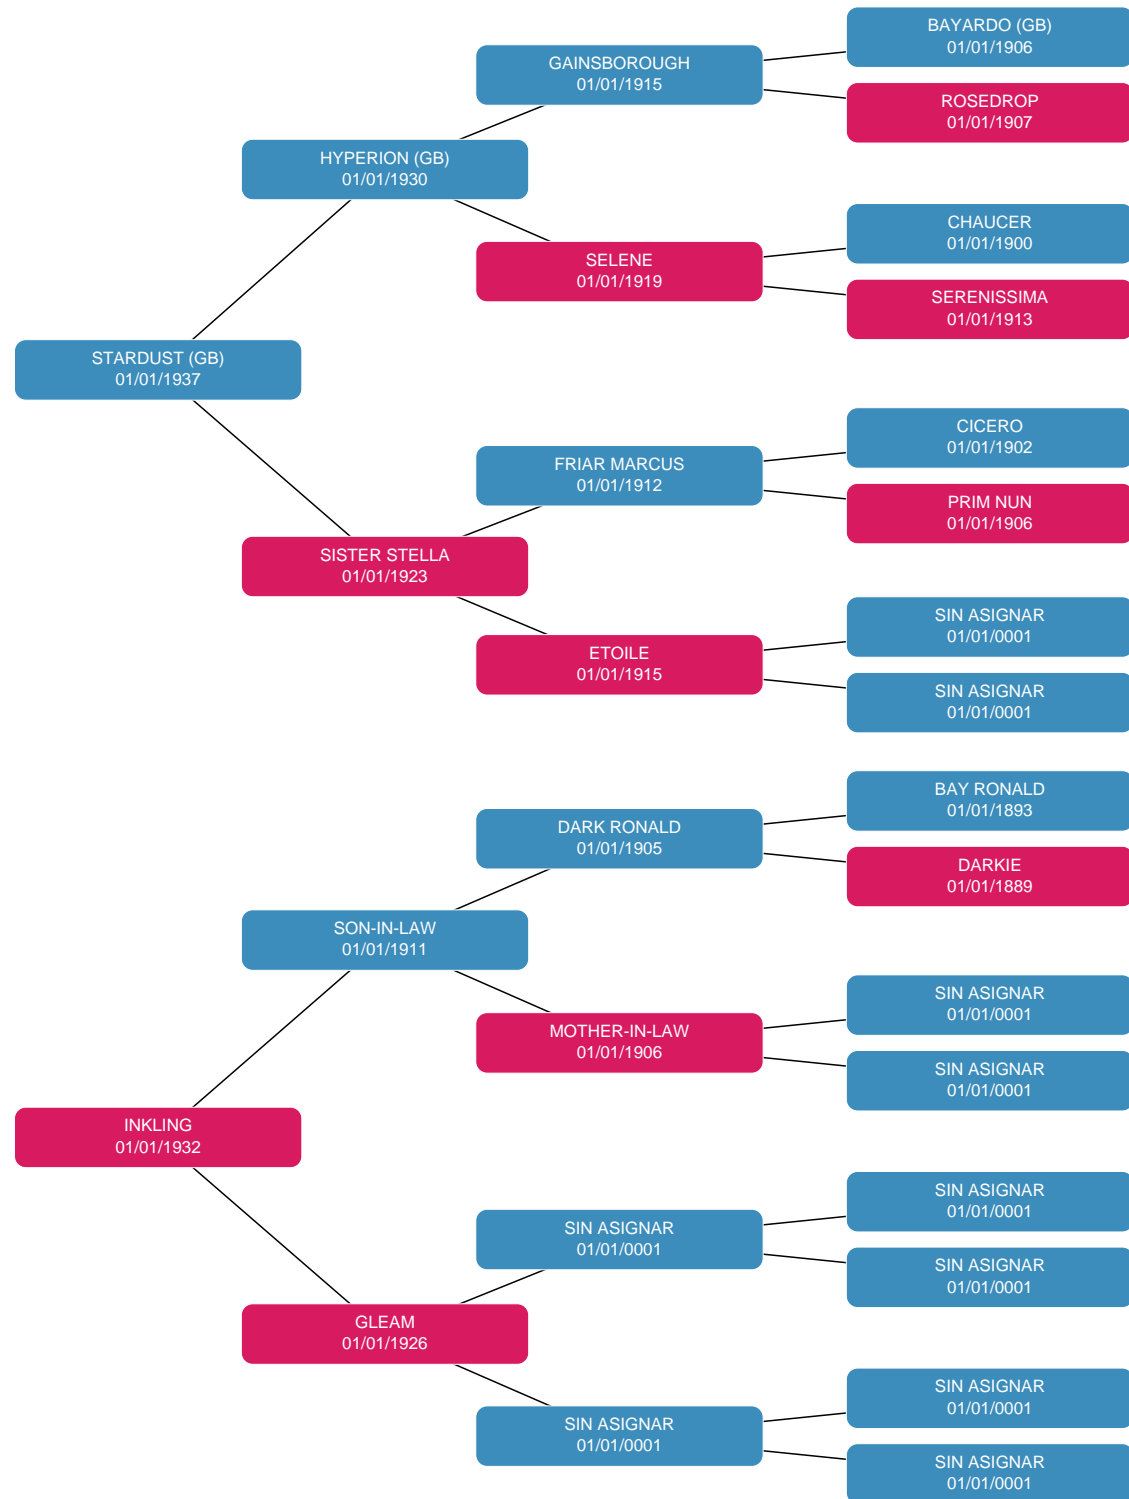 BAYARDO (GB)
01/01/1906
GAINSBOROUGH
01/01/1915
ROSEDROP
01/01/1907
HYPERION (GB)
01/01/1930
CHAUCER
01/01/1900
SELENE
01/01/1919
SERENISSIMA
01/01/1913
STARDUST (GB)
01/01/1937
CICERO
01/01/1902
FRIAR MARCUS
01/01/1912
PRIM NUN
01/01/1906
SISTER STELLA
01/01/1923
SIN ASIGNAR
01/01/0001
ETOILE
01/01/1915
SIN ASIGNAR
01/01/0001
BAY RONALD
01/01/1893
DARK RONALD
01/01/1905
DARKIE
01/01/1889
SON-IN-LAW
01/01/1911
SIN ASIGNAR
01/01/0001
MOTHER-IN-LAW
01/01/1906
SIN ASIGNAR
01/01/0001
INKLING
01/01/1932
SIN ASIGNAR
01/01/0001
SIN ASIGNAR
01/01/0001
SIN ASIGNAR
01/01/0001
GLEAM
01/01/1926
SIN ASIGNAR
01/01/0001
SIN ASIGNAR
01/01/0001
SIN ASIGNAR
01/01/0001